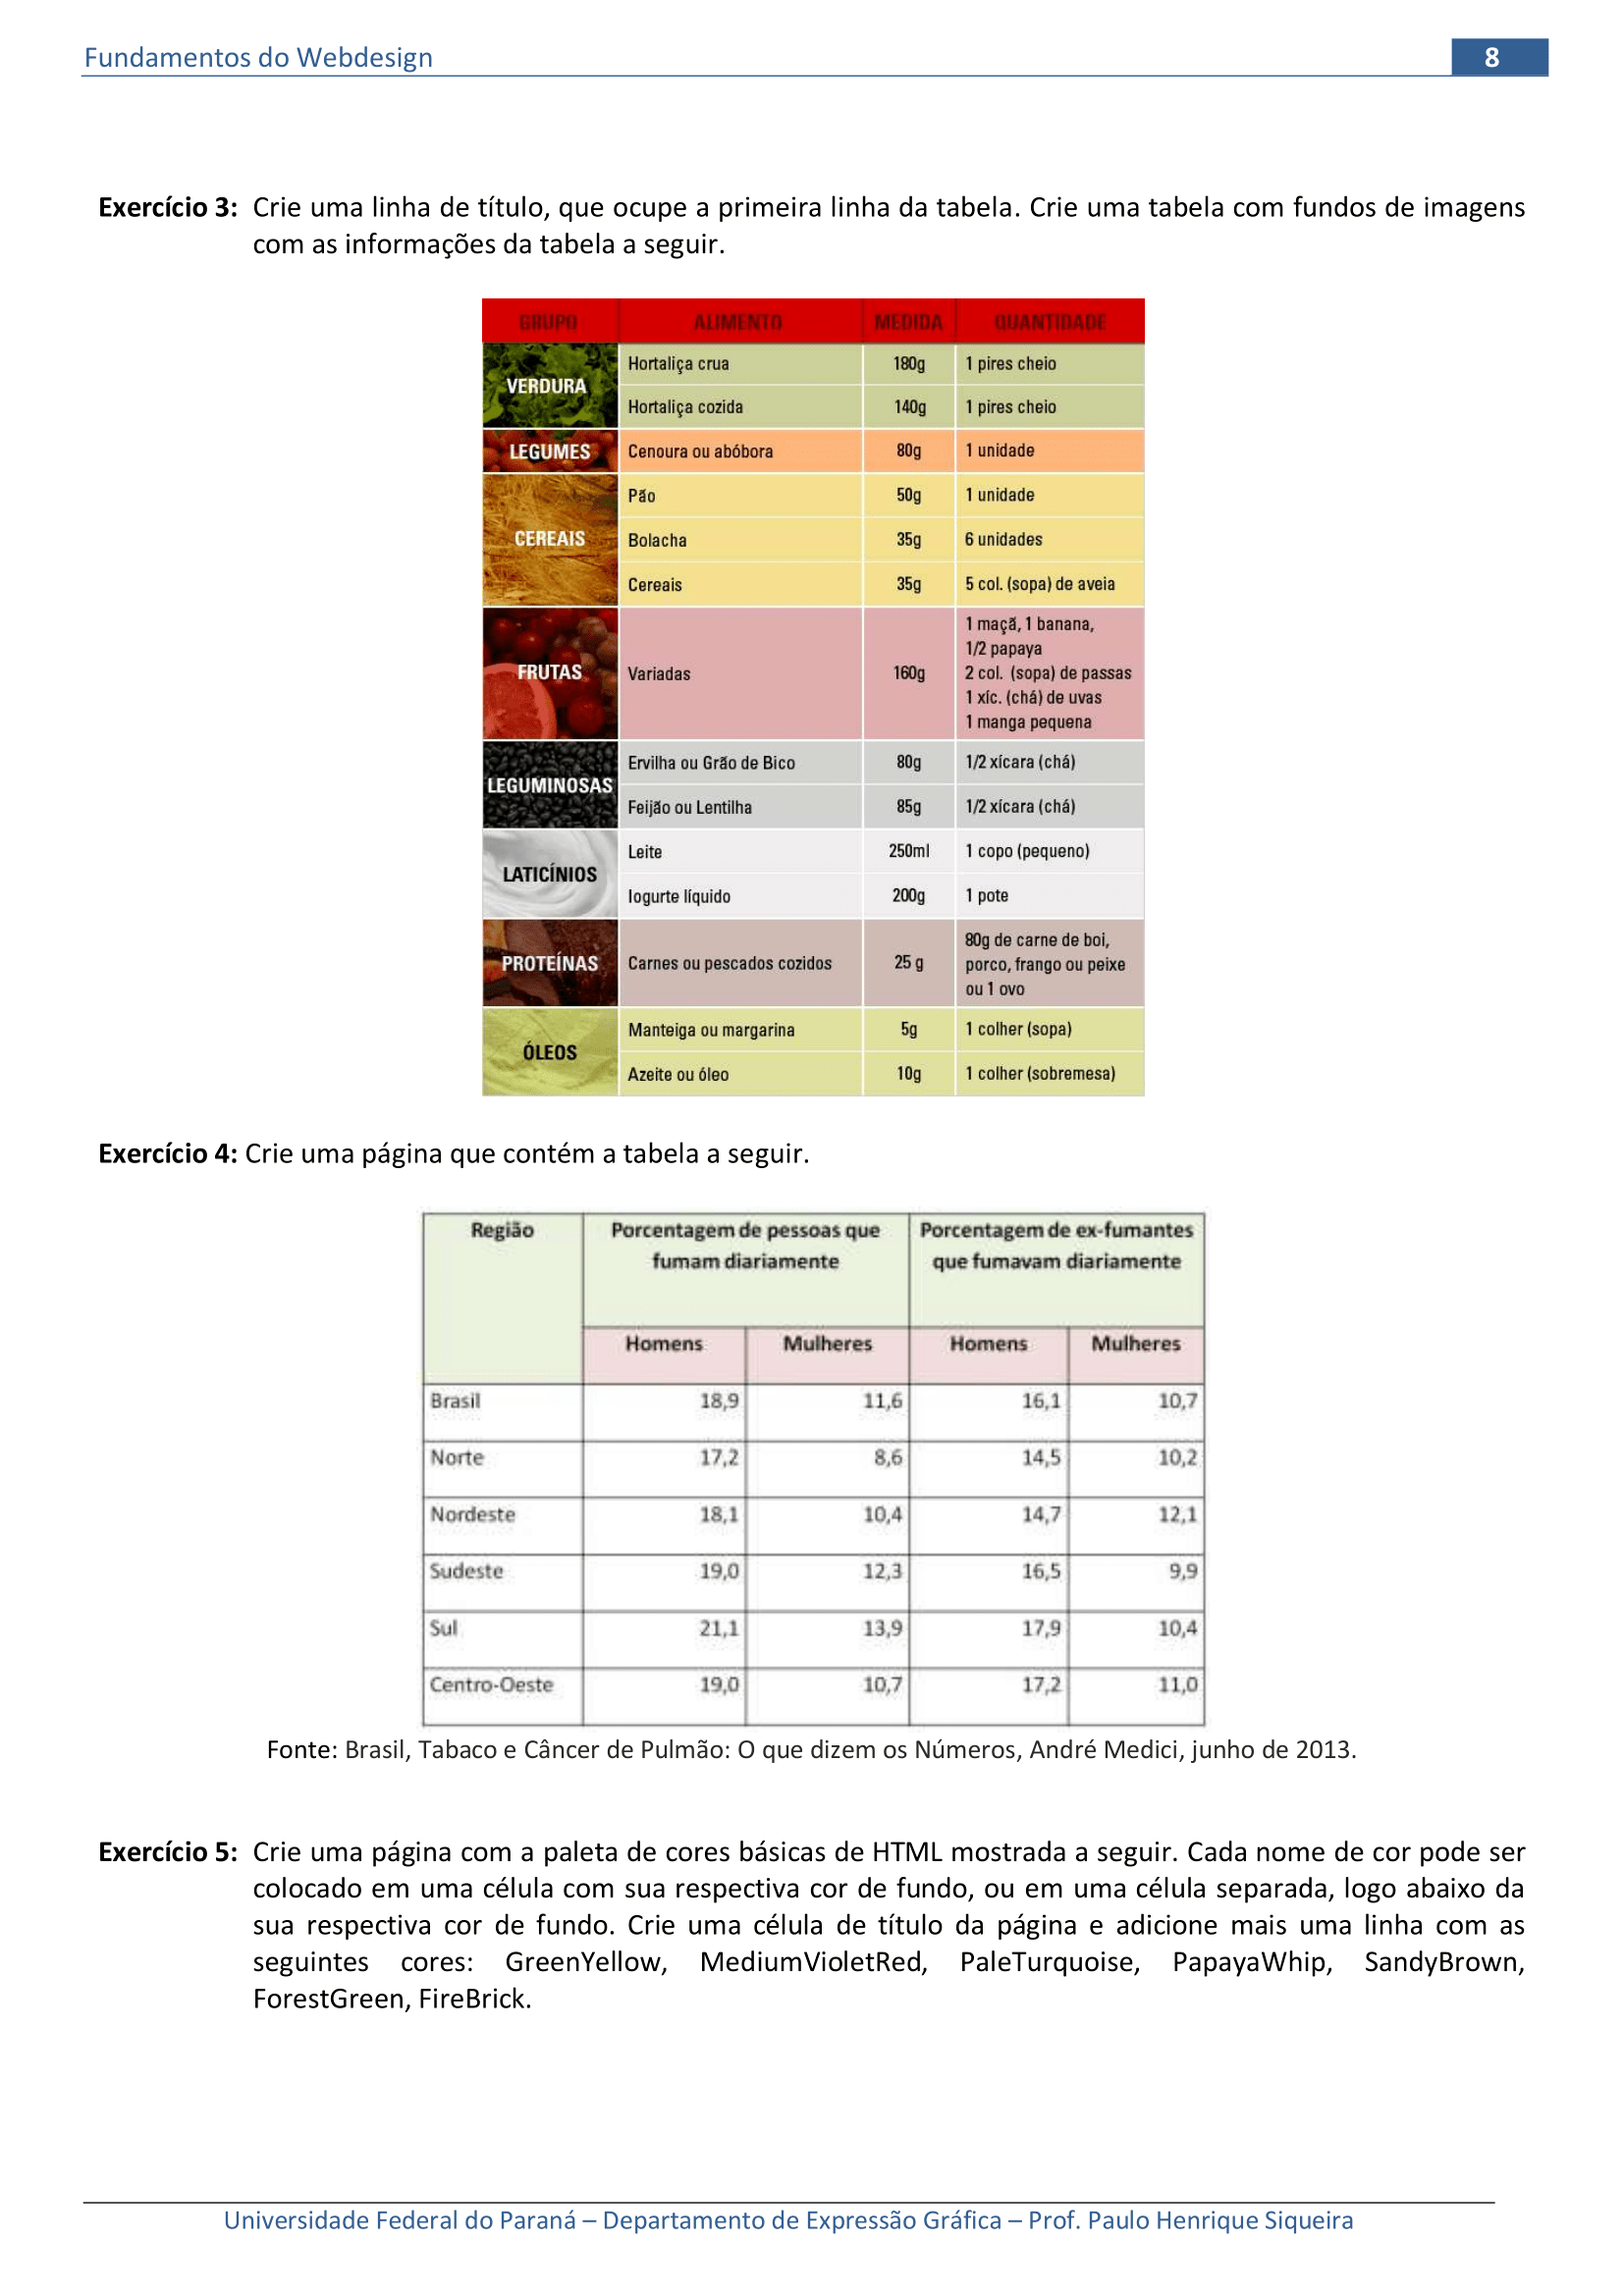 Fundamentos do Webdesign 8
Exercício 3: Crie uma linha de título, que ocupe a primeira linha da tabela. Crie uma tabela com fundos de imagens
com as informações da tabela a seguir.
GRUPO ALIMENTO MEDIDA QUANTIDADE
VERDURA
Hortaliça crua 180g 1 pires cheio
Hortaliça cozida 140g 1 pires cheio
LEGUMES Cenoura ou abóbora 80g 1 unidade
CEREAIS
Pão 50g 1 unidade
Bolacha 35g 6 unidades
Cereais 35g 5 col. (sopa) de aveia
FRUTAS Variadas 160g
1 maçã, 1 banana,
1/2 papaya
2 col. (sopa) de passas
1 xíc. (chá) de uvas
1 manga pequena
LEGUMINOSAS
Ervilha ou Grão de Bico 80g 1/2 xícara (chá)
Feijão ou Lentilha 85g 1/2 xícara (chá)
LATICÍNIOS
Leite 250ml 1 copo (pequeno)
Iogurte líquido 200g 1 pote
PROTEÍNAS Carnes ou pescados cozidos 25 g
80g de carne de boi,
porco, frango ou peixe
ou 1 ovo
ÓLEOS
Manteiga ou margarina 5g 1 colher (sopa)
Azeite ou óleo 10g 1 colher (sobremesa)
Exercício 4: Crie uma página que contém a tabela a seguir.
Região Porcentagem de pessoas que Porcentagem de ex-fumantes
fumam diariamente que fumavam diariamente
Homens Mulheres Homens Mulheres
Brasil 18,9 11,6 16,1 10,7
Norte 17,2 8,6 14,5 10,2
Nordeste 18,1 10,4 14,7 12,1
Sudeste 19,0 12,3 16,5 9,9
Sul 21,1 13,9 17,9 10,4
Centro-Oeste 19,0 10,7 17,2 11,0
Fonte: Brasil, Tabaco e Câncer de Pulmão: O que dizem os Números, André Medici, junho de 2013.
Exercício 5: Crie uma página com a paleta de cores básicas de HTML mostrada a seguir. Cada nome de cor pode ser
colocado em uma célula com sua respectiva cor de fundo, ou em uma célula separada, logo abaixo da
sua respectiva cor de fundo. Crie uma célula de título da página e adicione mais uma linha com as
seguintes cores: GreenYellow, MediumVioletRed, PaleTurquoise, PapayaWhip, SandyBrown,
ForestGreen, FireBrick.
Universidade Federal do Paraná – Departamento de Expressão Gráfica – Prof. Paulo Henrique Siqueira